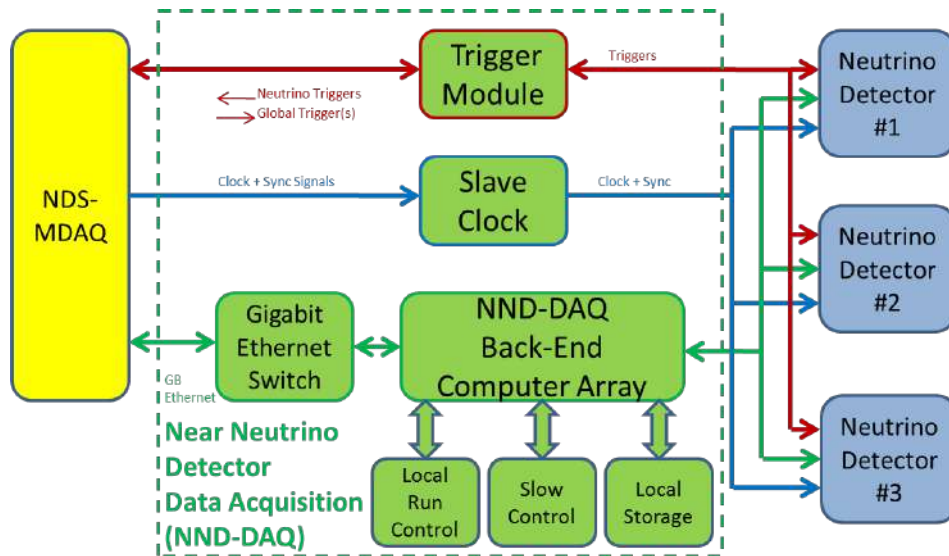 NDS-
MDAQ
Trigger
Module
Triggers
Neutrino Triggers
Global Trigger(s)
Neutrino
Detector
#1
Clock + Sync Signals
Slave
Clock
Clock + Sync
Neutrino
Detector
#2
Gigabit
Ethernet
Switch
NND-DAQ
Back-End
Computer Array
GB
Ethernet
Near Neutrino
Detector
Data Acquisition
(NND-DAQ)
Local
Run
Control
Slow
Control
Local
Storage
Neutrino
Detector
#3